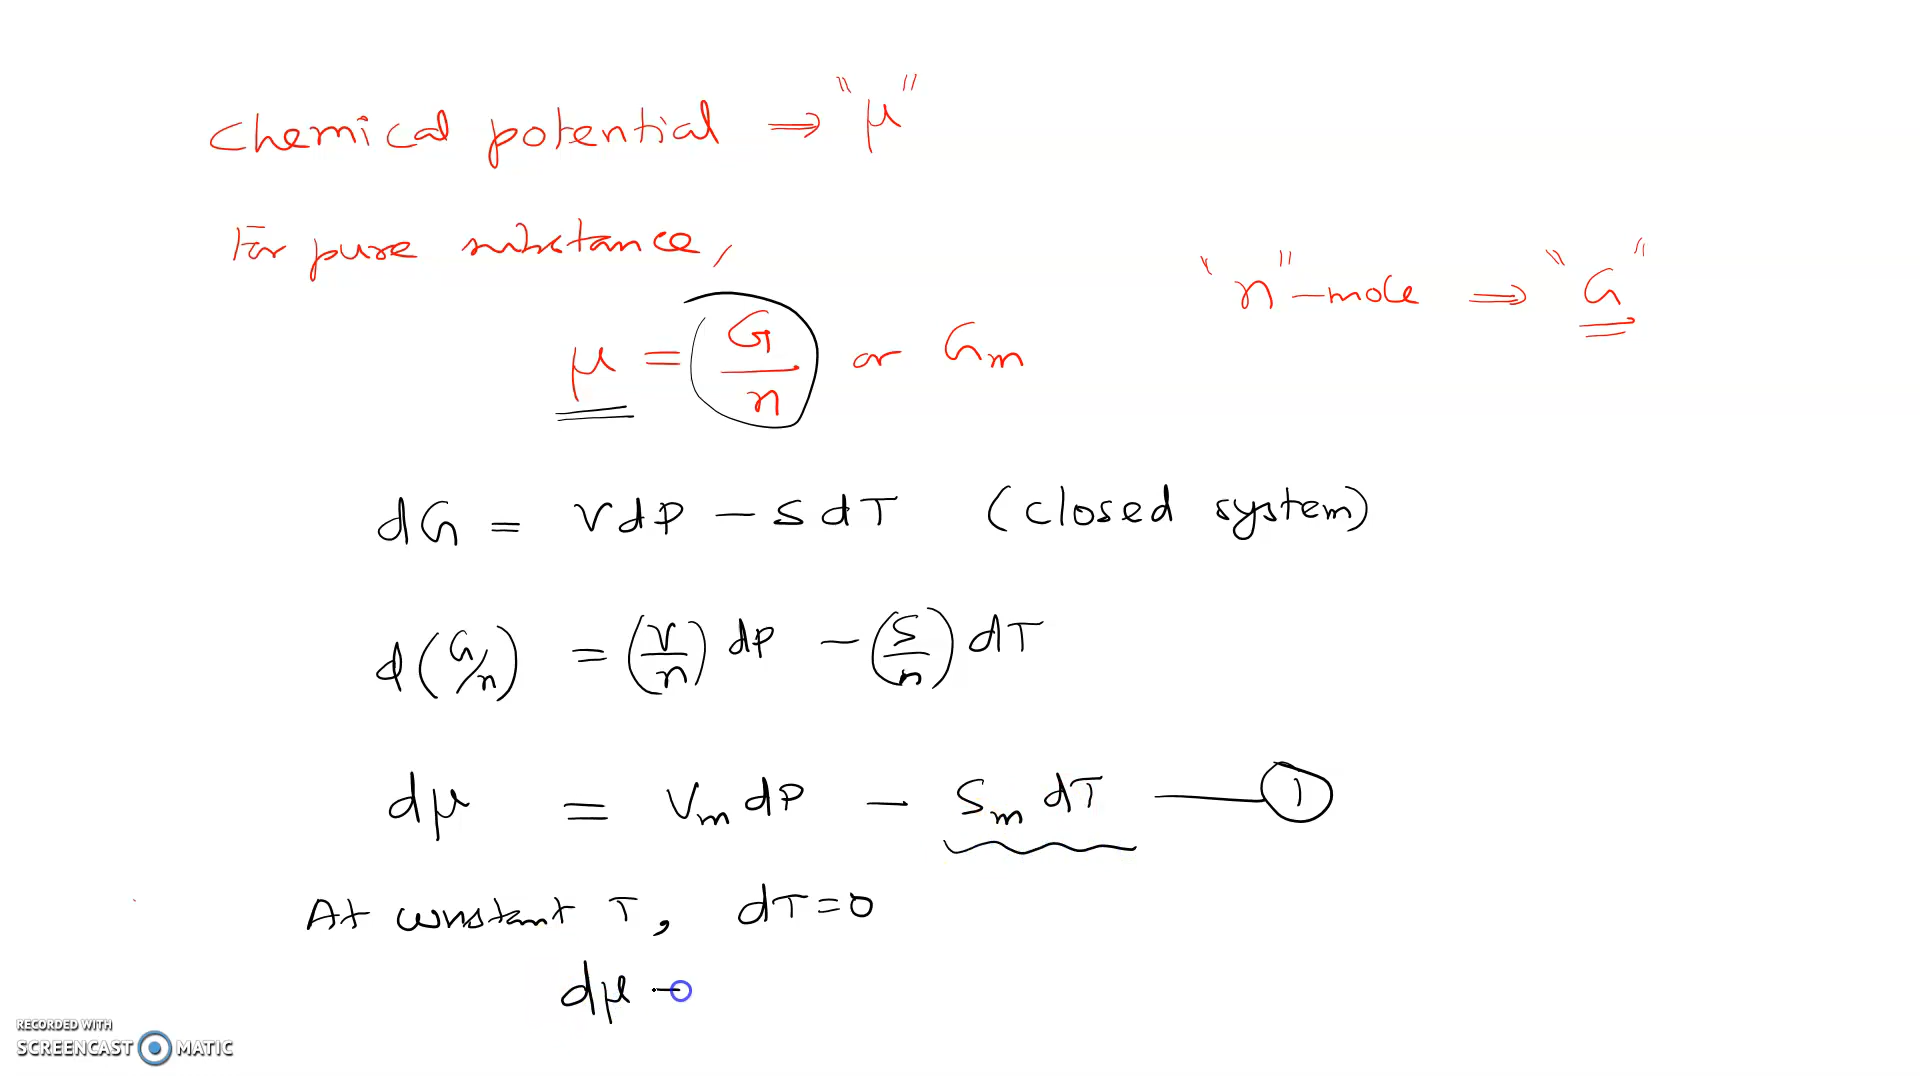 Chemical potential ⇒ "μ"
For pure substance,
"n"-mole ⇒ "G"
μ = G/n or Gm
dG = Vdp - SdT (closed system)
d(G/n) = (V/n) dp - (S/n) dT
dμ = Vm dp - Sm dT — 1
At constant T, dT=0
dμ -
RECORDED WITH
SCREENCAST MATIC